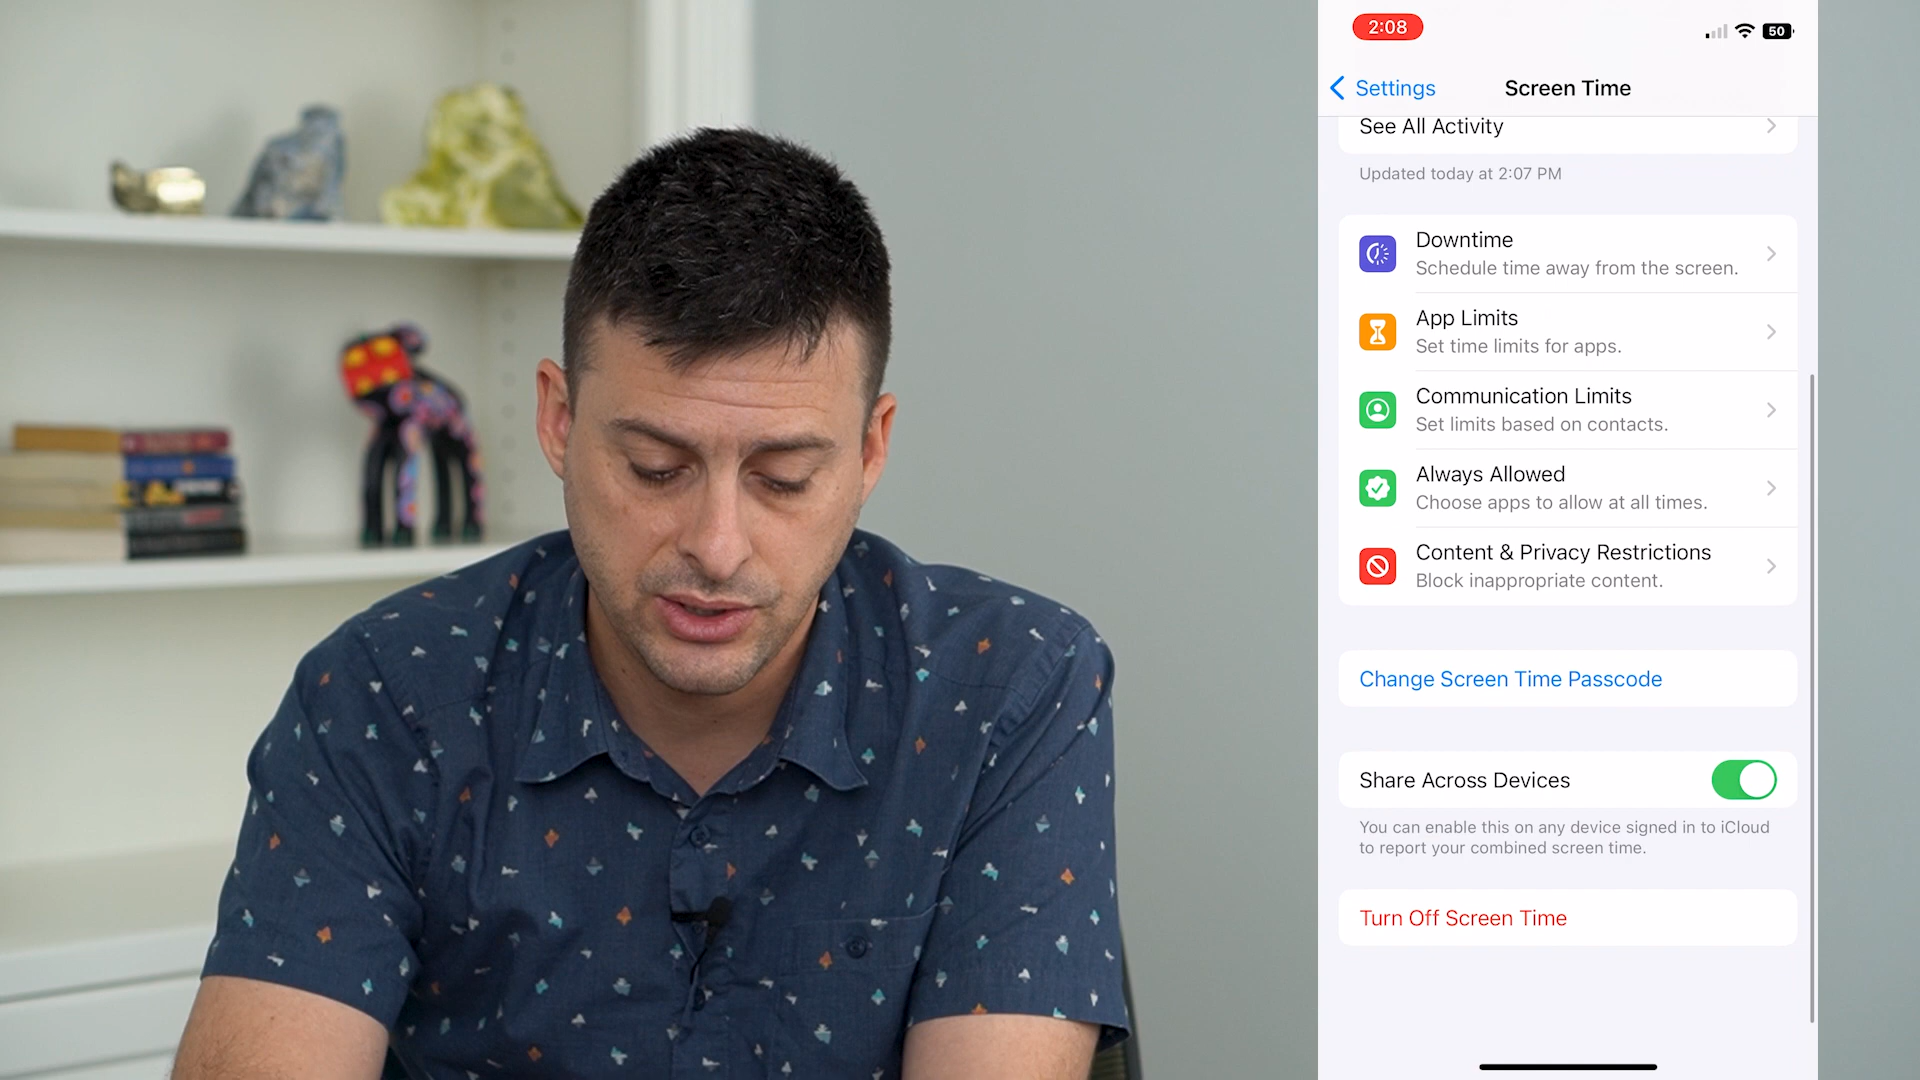 2:08
50
Settings
Screen Time
See All Activity
Updated today at 2:07 PM
Downtime
Schedule time away from the screen.
App Limits
Set time limits for apps.
Communication Limits
Set limits based on contacts.
Always Allowed
Choose apps to allow at all times.
Content & Privacy Restrictions
Block inappropriate content.
Change Screen Time Passcode
Share Across Devices
You can enable this on any device signed in to iCloud
to report your combined screen time.
Turn Off Screen Time